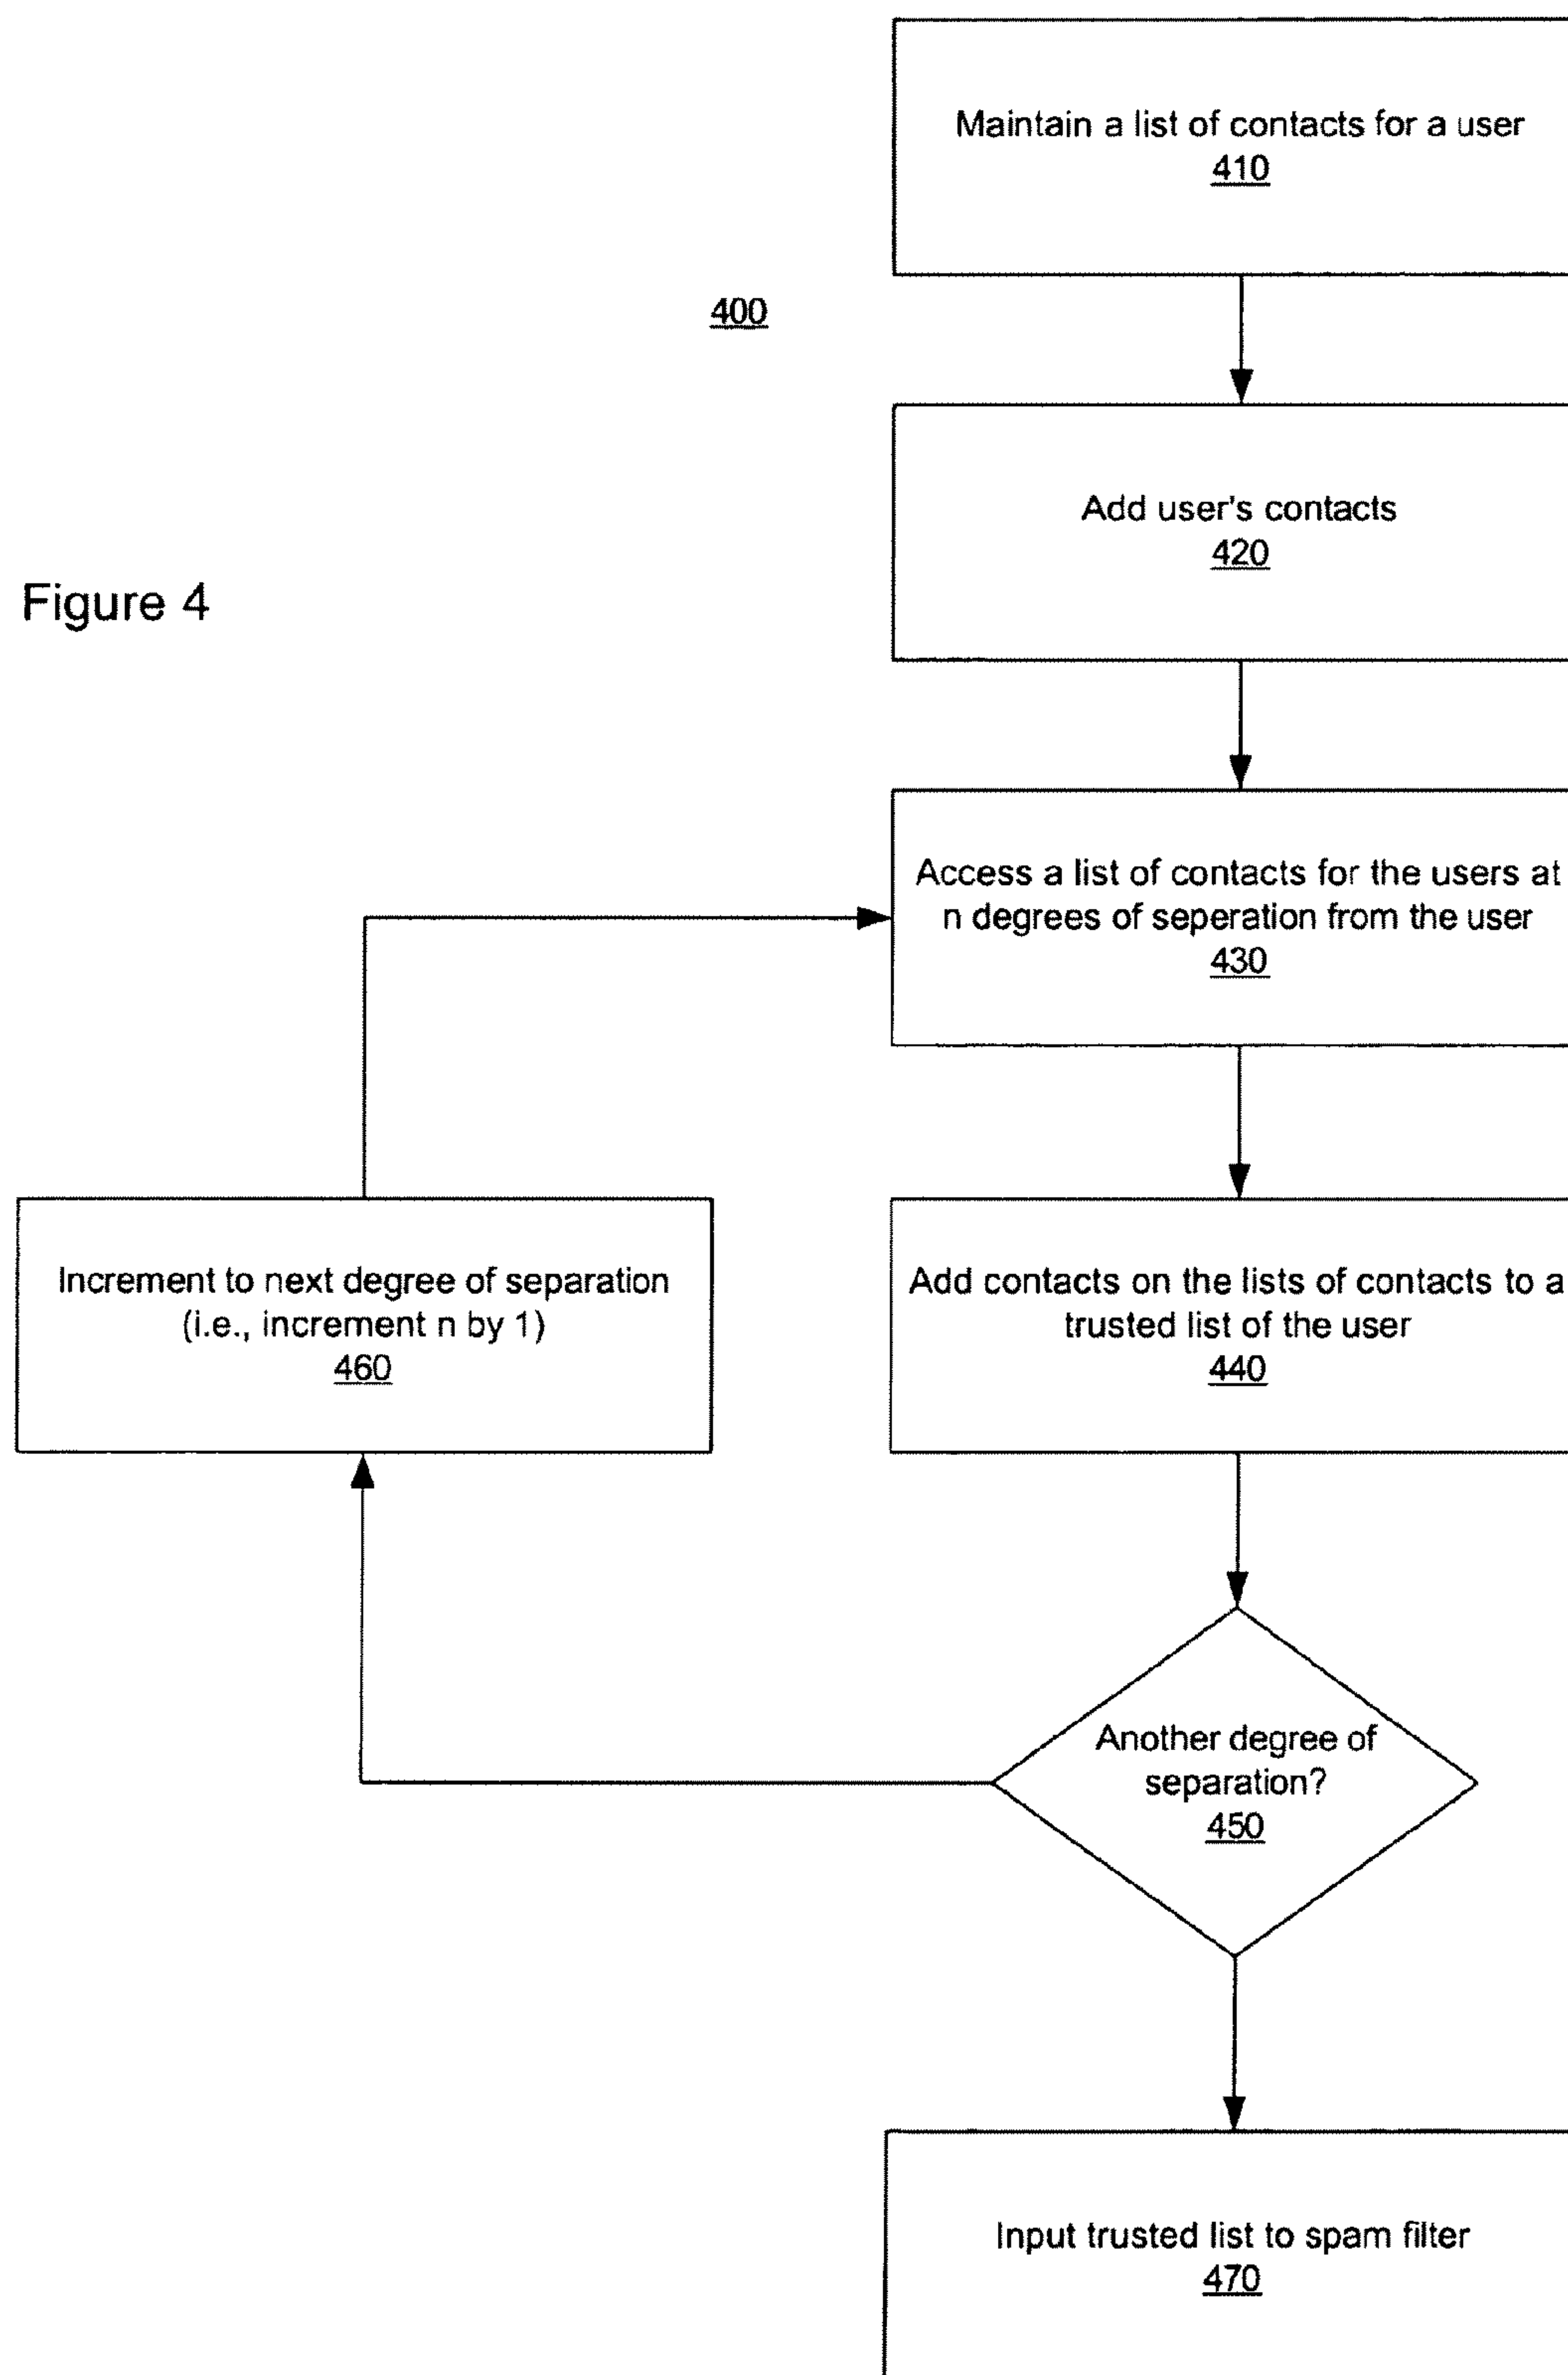 Maintain a list of contacts for a user
410
400
Add user's contacts
420
Figure 4
Access a list of contacts for the users at
n degrees of seperation from the user
430
Increment to next degree of separation
(i.e., increment n by 1)
460
Add contacts on the lists of contacts to a
trusted list of the user
440
Another degree of
separation?
450
Input trusted list to spam filter
470